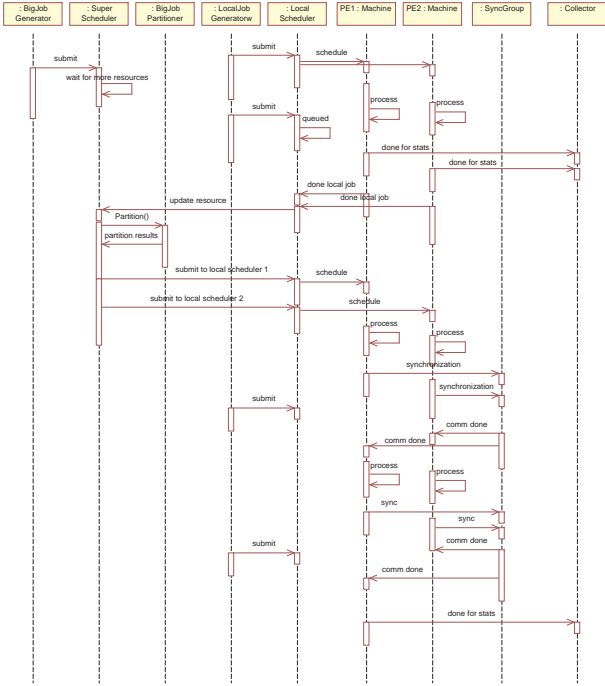 : BigJob
Generator
: Super
Scheduler
: BigJob
Partitioner
: LocalJob
Generatorw
: Local
Scheduler
PE1 : Machine
PE2 : Machine
: SyncGroup
: Collector
submit
schedule
submit
wait for more resources
process
process
submit
queued
done for stats
done for stats
done local job
done local job
update resource
Partition()
partition results
submit to local scheduler 1
schedule
submit to local scheduler 2
schedule
process
process
synchronization
synchronization
submit
comm done
comm done
process
process
sync
sync
submit
comm done
comm done
done for stats